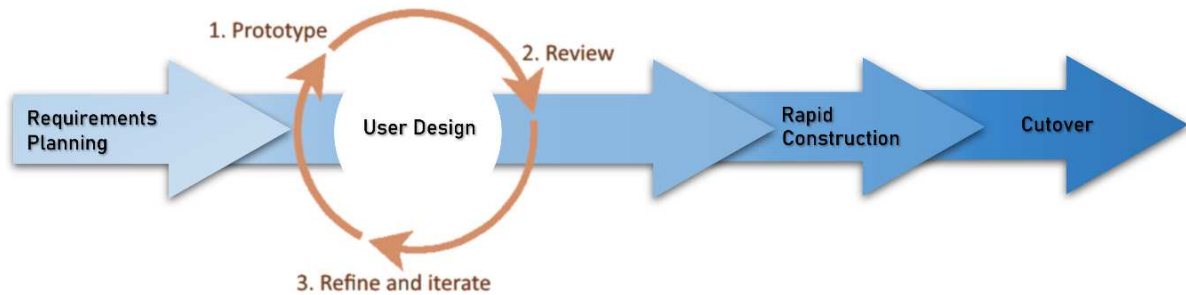 1. Prototype
2. Review
Requirements
Planning
User Design
Rapid
Construction
Cutover
3. Refine and iterate